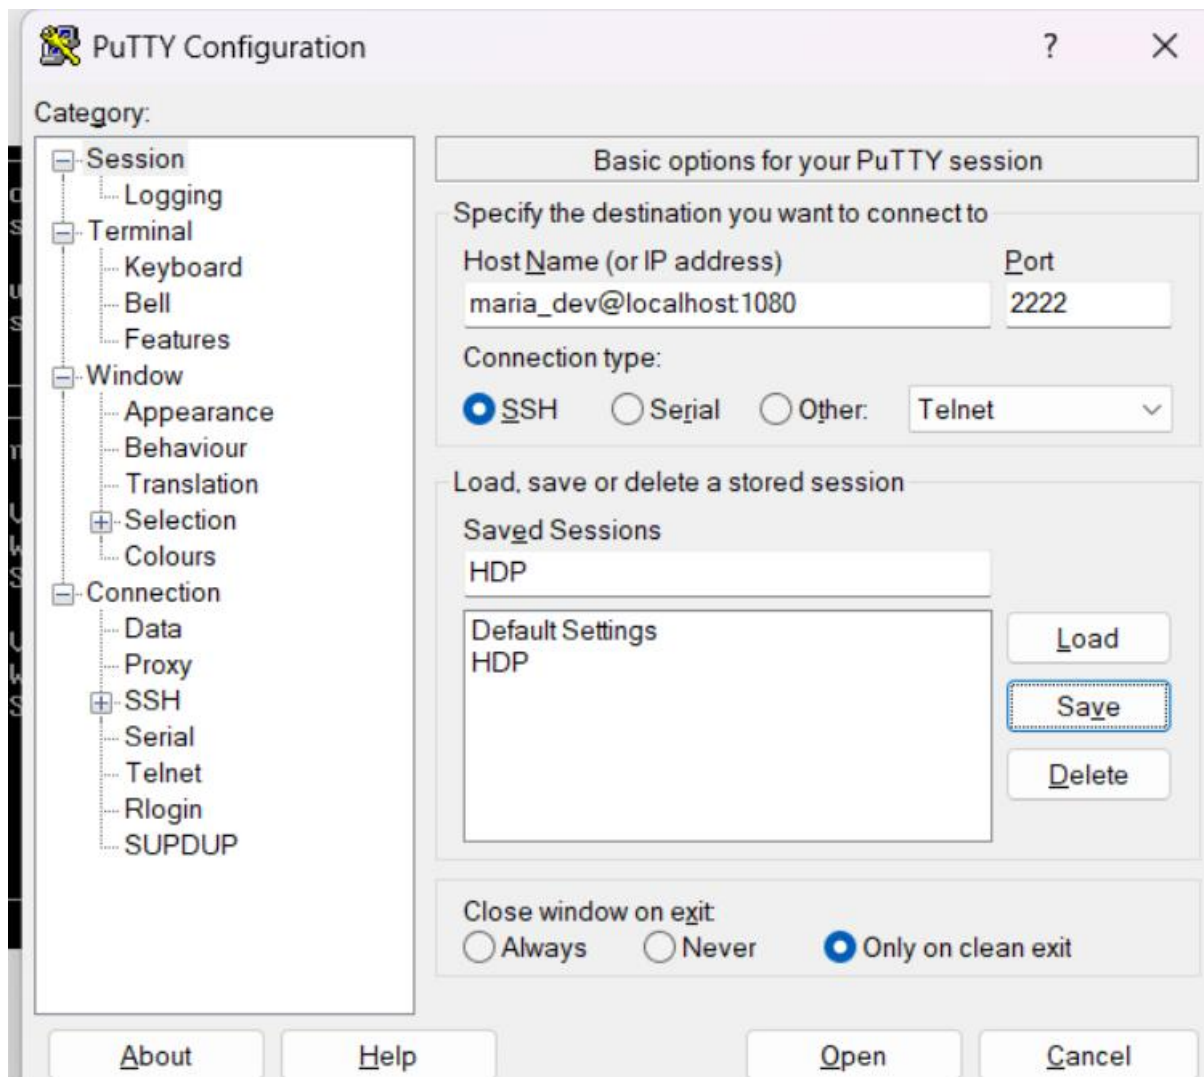 PuTTY Configuration
?
Category:
Session
Logging
Terminal
Keyboard
Bell
Features
Window
Appearance
Behaviour
Translation
Selection
Colours
Connection
Data
Proxy
SSH
Serial
Telnet
Rlogin
SUPDUP
Basic options for your PuTTY session
Specify the destination you want to connect to
Host Name (or IP address) Port
maria_dev@localhost:1080 2222
Connection type:
SSH Serial Other: Telnet
Load, save or delete a stored session
Saved Sessions
HDP
Default Settings
HDP
Load
Save
Delete
Close window on exit:
Always Never Only on clean exit
About Help Open Cancel